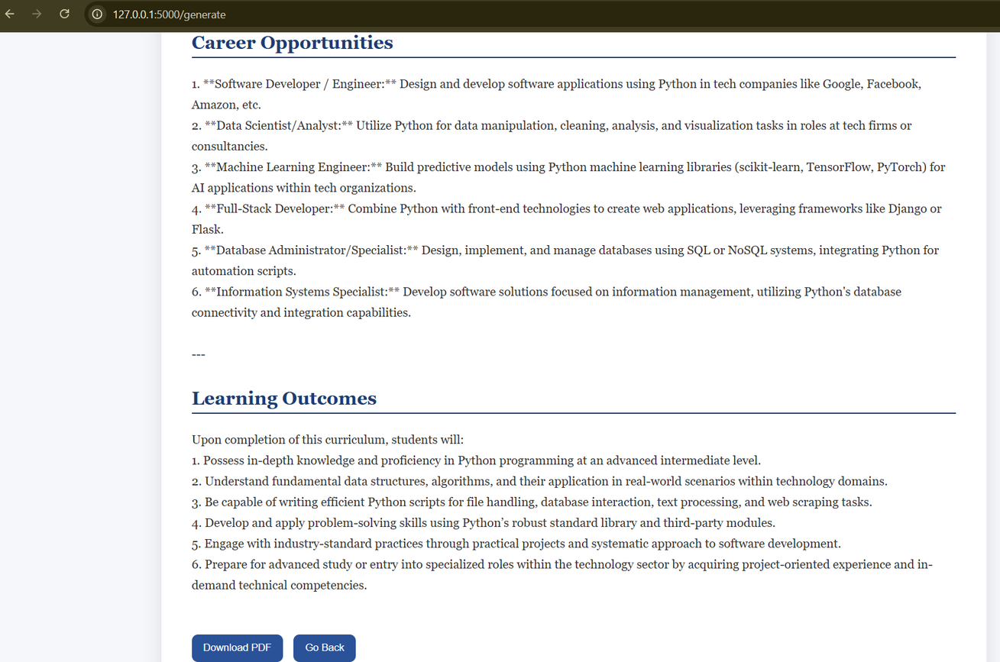 127.0.0.1:5000/generate
Career Opportunities
1. **Software Developer / Engineer:** Design and develop software applications using Python in tech companies like Google, Facebook,
Amazon, etc.
2. **Data Scientist/Analyst:** Utilize Python for data manipulation, cleaning, analysis, and visualization tasks in roles at tech firms or
consultancies.
3. **Machine Learning Engineer:** Build predictive models using Python machine learning libraries (scikit-learn, TensorFlow, PyTorch) for
AI applications within tech organizations.
4. **Full-Stack Developer:** Combine Python with front-end technologies to create web applications, leveraging frameworks like Django or
Flask.
5. **Database Administrator/Specialist:** Design, implement, and manage databases using SQL or NoSQL systems, integrating Python for
automation scripts.
6. **Information Systems Specialist:** Develop software solutions focused on information management, utilizing Python's database
connectivity and integration capabilities.
---
Learning Outcomes
Upon completion of this curriculum, students will:
1. Possess in-depth knowledge and proficiency in Python programming at an advanced intermediate level.
2. Understand fundamental data structures, algorithms, and their application in real-world scenarios within technology domains.
3. Be capable of writing efficient Python scripts for file handling, database interaction, text processing, and web scraping tasks.
4. Develop and apply problem-solving skills using Python’s robust standard library and third-party modules.
5. Engage with industry-standard practices through practical projects and systematic approach to software development.
6. Prepare for advanced study or entry into specialized roles within the technology sector by acquiring project-oriented experience and in-
demand technical competencies.
Download PDF
Go Back